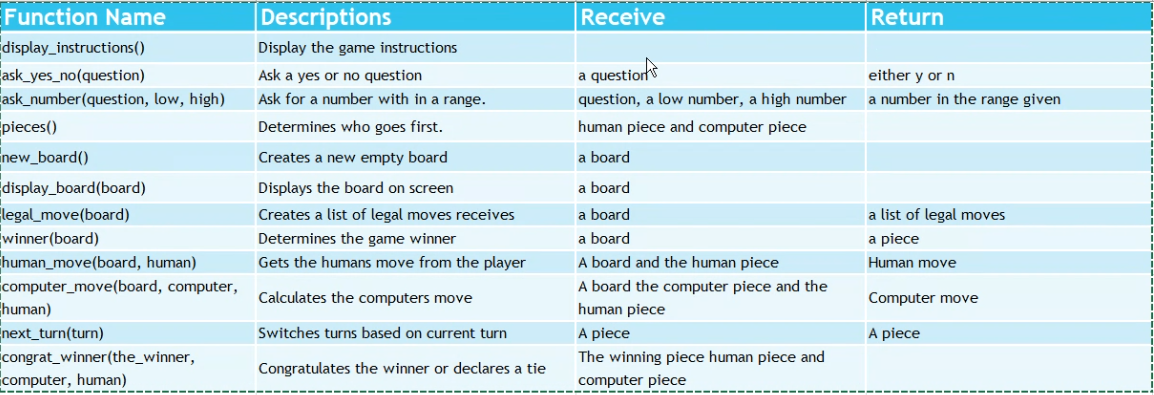 Function Name Descriptions Receive Return
display_instructions() Display the game instructions
ask_yes_no(question) Ask a yes or no question a question either y or n
ask_number(question, low, high) Ask for a number with in a range. question, a low number, a high number a number in the range given
pieces() Determines who goes first. human piece and computer piece
new_board() Creates a new empty board a board
display_board(board) Displays the board on screen a board
legal_move(board) Creates a list of legal moves receives a board a list of legal moves
winner(board) Determines the game winner a board a piece
human_move(board, human) Gets the humans move from the player A board and the human piece Human move
computer_move(board, computer,
human) Calculates the computers move A board the computer piece and the
human piece Computer move
next_turn(turn) Switches turns based on current turn A piece A piece
congrat_winner(the_winner,
computer, human) Congratulates the winner or declares a tie The winning piece human piece and
computer piece